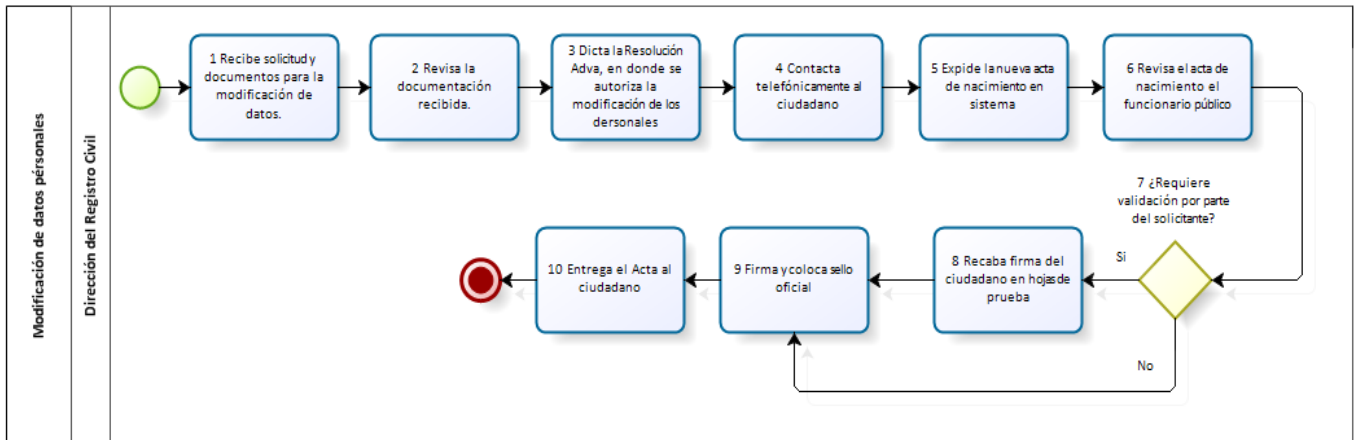 Modificación de datos pérsonales
Dirección del Registro Civil
1 Recibe solicitud y
documentos para la
modificación de
datos.
2 Revisa la
documentación
recibida.
3 Dicta la Resolución
Adva, en donde se
autoriza la
modificación de los
dersonales
4 Contacta
telefónicamente al
ciudadano
5 Expide la nueva acta
de nacimiento en
sistema
6 Revisa el acta de
nacimiento el
funcionario público
7 ¿Requiere
validación por parte
del solicitante?
Si
No
8 Recaba firma del
ciudadano en hojas de
prueba
9 Firma y coloca sello
oficial
10 Entrega el Acta al
ciudadano